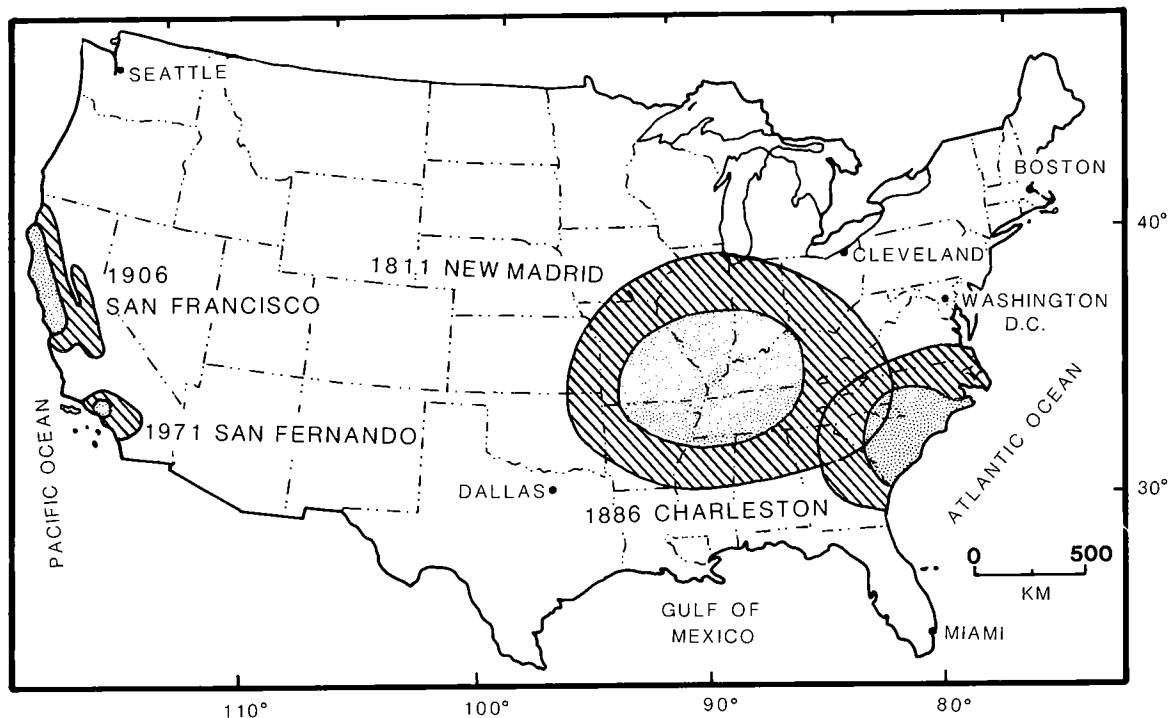 SEATTLE
BOSTON
40°
CLEVELAND
1811 NEW MADRID
1906
SAN FRANCISCO
WASHINGTON
D.C.
PACIFIC OCEAN
ATLANTIC OCEAN
1971 SAN FERNANDO
DALLAS
30°
1886 CHARLESTON
0 500
KM
GULF OF
MEXICO
MIAMI
110° 100° 90° 80°